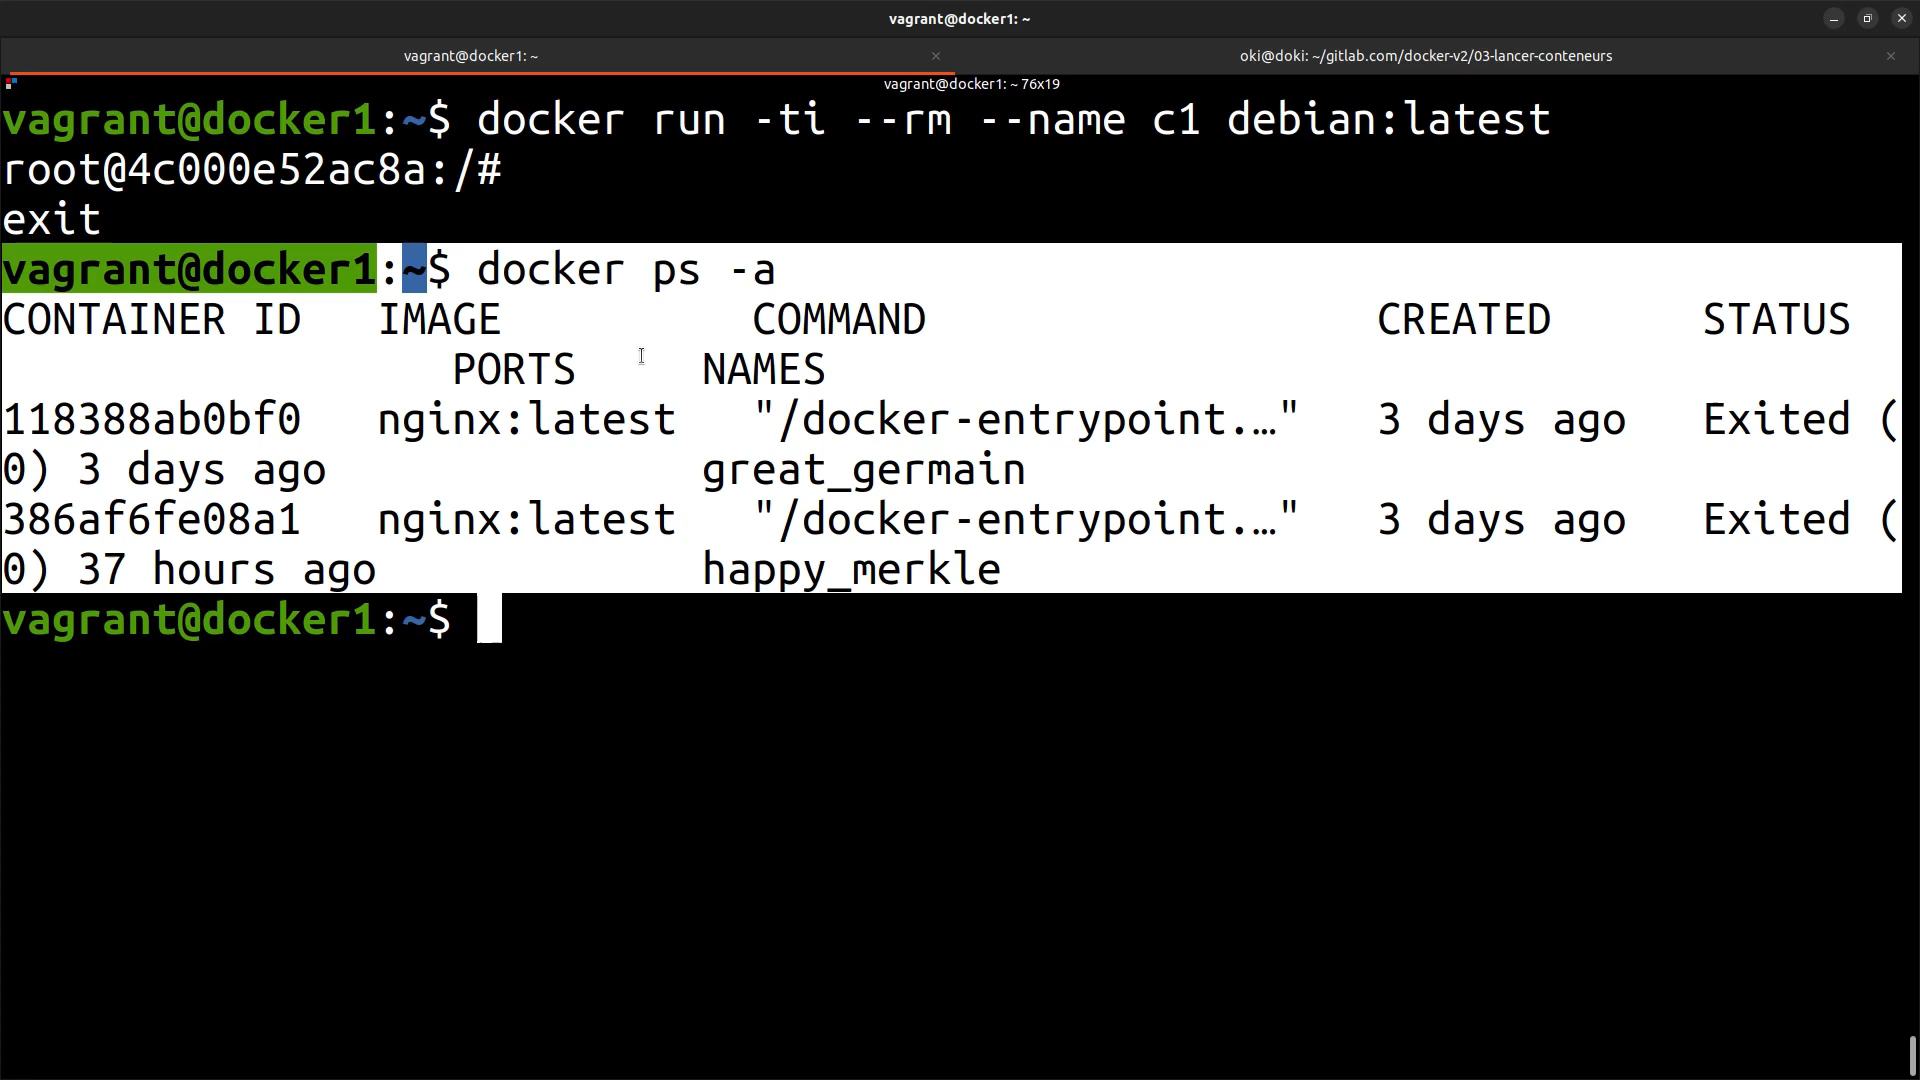 vagrant@docker1: ~
vagrant@docker1: ~
oki@doki: ~/gitlab.com/docker-v2/03-lancer-conteneurs
vagrant@docker1: ~ 76x19
vagrant@docker1:~$ docker run -ti --rm --name c1 debian:latest
root@4c000e52ac8a:/#
exit
vagrant@docker1:~$ docker ps -a
CONTAINER ID   IMAGE          COMMAND                  CREATED      STATUS
PORTS     NAMES
118388ab0bf0   nginx:latest   "/docker-entrypoint.…"   3 days ago   Exited (
0) 3 days ago               great_germain
386af6fe08a1   nginx:latest   "/docker-entrypoint.…"   3 days ago   Exited (
0) 37 hours ago             happy_merkle
vagrant@docker1:~$